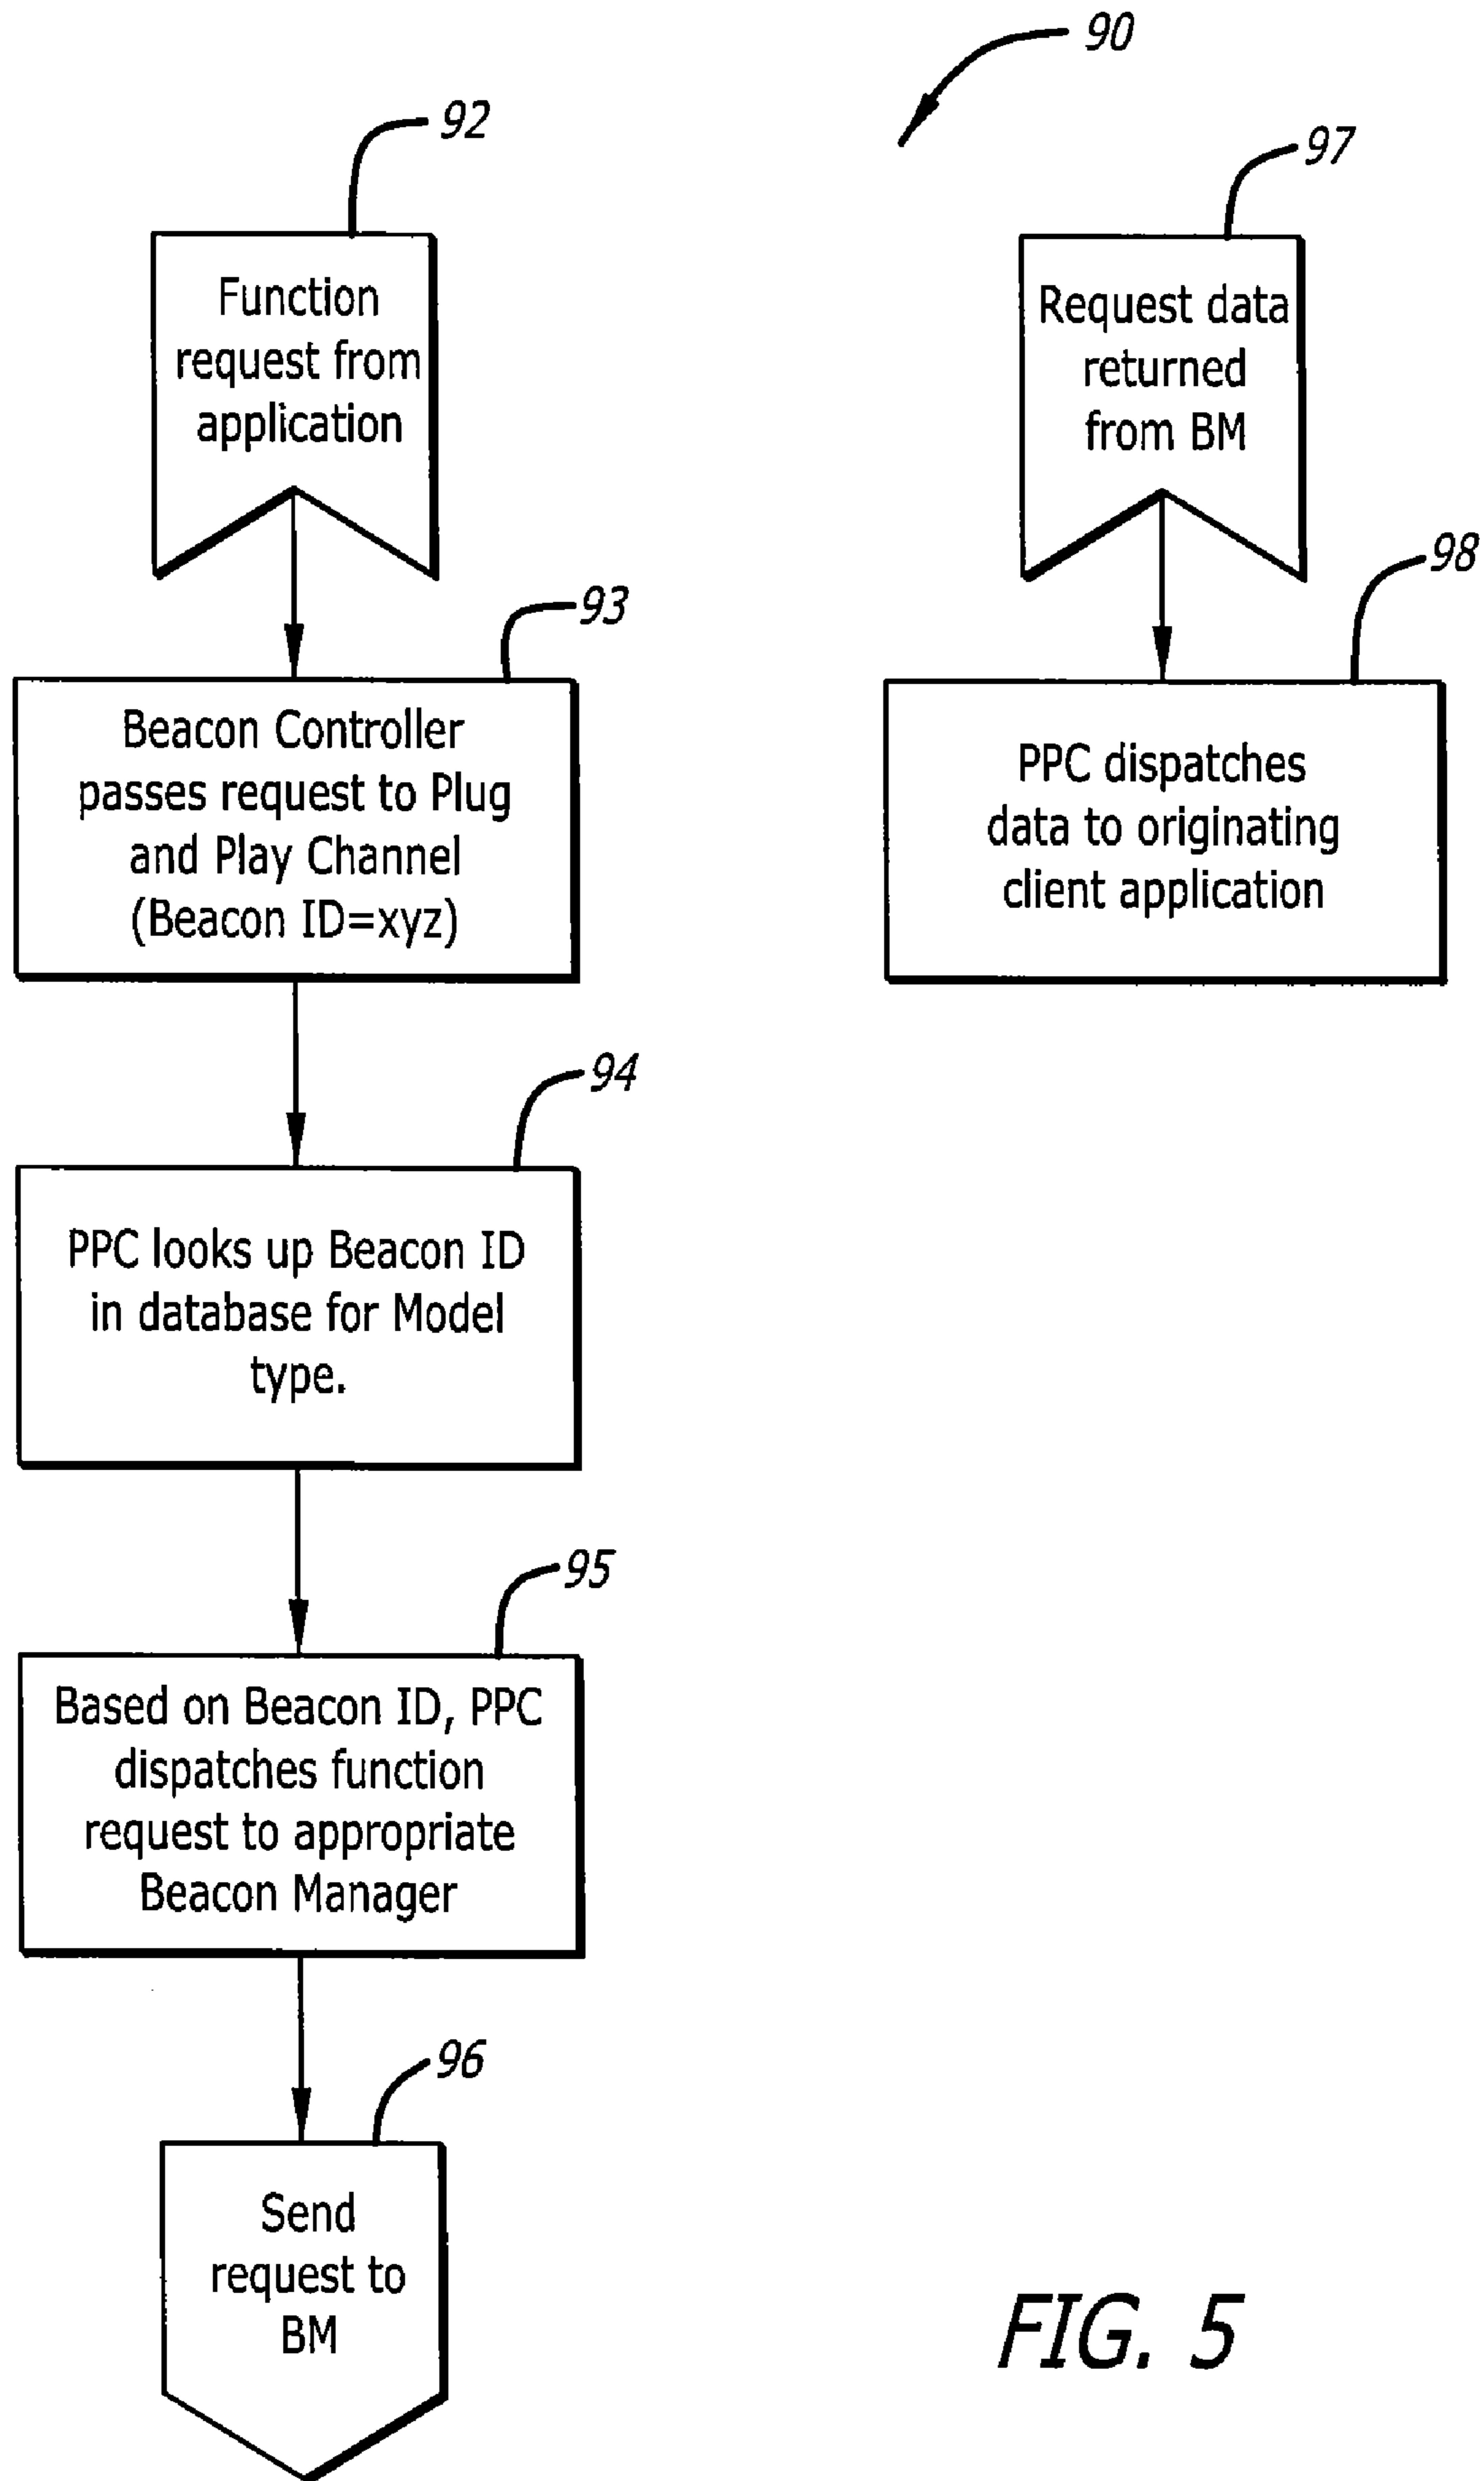 90
92
Function
request from
application
93
Beacon Controller
passes request to Plug
and Play Channel
(Beacon ID=xyz)
94
PPC looks up Beacon ID
in database for Model
type.
95
Based on Beacon ID, PPC
dispatches function
request to appropriate
Beacon Manager
96
Send
request to
BM
97
Request data
returned
from BM
98
PPC dispatches
data to originating
client application
FIG. 5